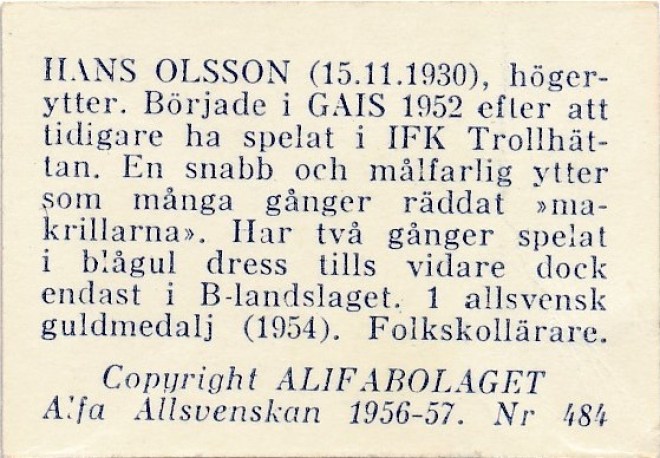 HANS OLSSON (15.11.1930), höger-
ytter. Började i GAIS 1952 efter att
tidigare ha spelat i IFK Trollhät-
tan. En snabb och målfarlig ytter
som många gånger räddat »ma-
krillarna». Har två gånger spelat
i blågul dress tills vidare dock
endast i B-landslaget. 1 allsvensk
guldmedalj (1954). Folkskollärare.
Copyright ALIFABOLAGET
Alfa Allsvenskan 1956-57. Nr 484